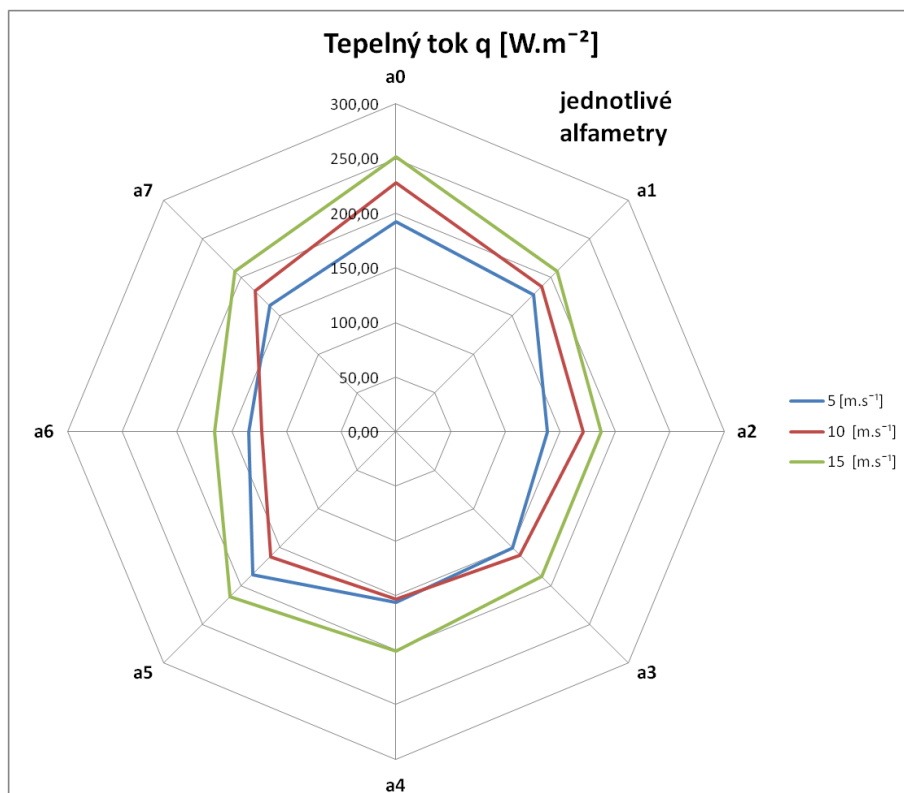 Tepelný tok q [W.m⁻²]
a0
jednotlivé
alfametry
300,00
250,00
200,00
150,00
100,00
50,00
0,00
a7
a1
a6
a2
5 [m.s⁻¹]
10 [m.s⁻¹]
15 [m.s⁻¹]
a5
a3
a4